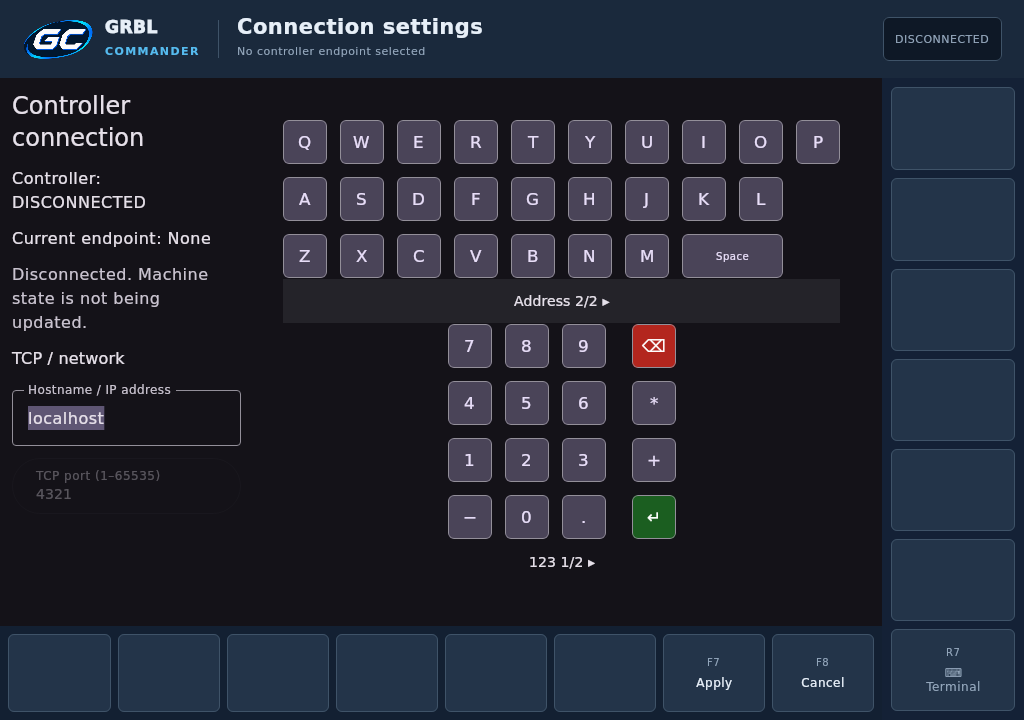 GC
GRBL
COMMANDER
Connection settings
No controller endpoint selected
DISCONNECTED
Controller
connection
Controller:
DISCONNECTED
Current endpoint: None
Disconnected. Machine
state is not being
updated.
TCP / network
Hostname / IP address
localhost
TCP port (1–65535)
4321
Q W E R T Y U I O P
A S D F G H J K L
Z X C V B N M Space
Address 2/2 ▸
7 8 9 ⌫
4 5 6 *
1 2 3 +
− 0 . ↵
123 1/2 ▸
F7
Apply
F8
Cancel
R7
⌨
Terminal